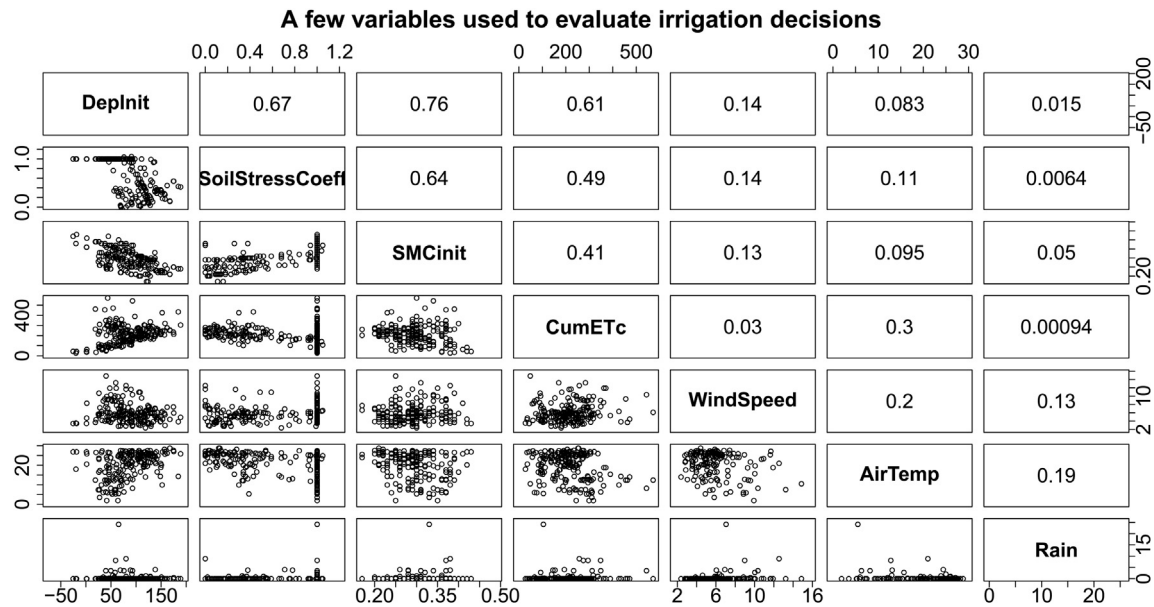 A few variables used to evaluate irrigation decisions
0.0 0.4 0.8 1.2 0 200 500 0 10 20 30
DepInit 0.67 0.76 0.61 0.14 0.083 0.015 −50 200
0.0 1.0 SoilStressCoeff 0.64 0.49 0.14 0.11 0.0064
SMCinit 0.41 0.13 0.095 0.05 0.20
0 400 CumETc 0.03 0.3 0.00094
WindSpeed 0.2 0.13 2 10
0 20 AirTemp 0.19
Rain 0 15
−50 50 150 0.20 0.35 0.50 2 6 10 16 0 10 20